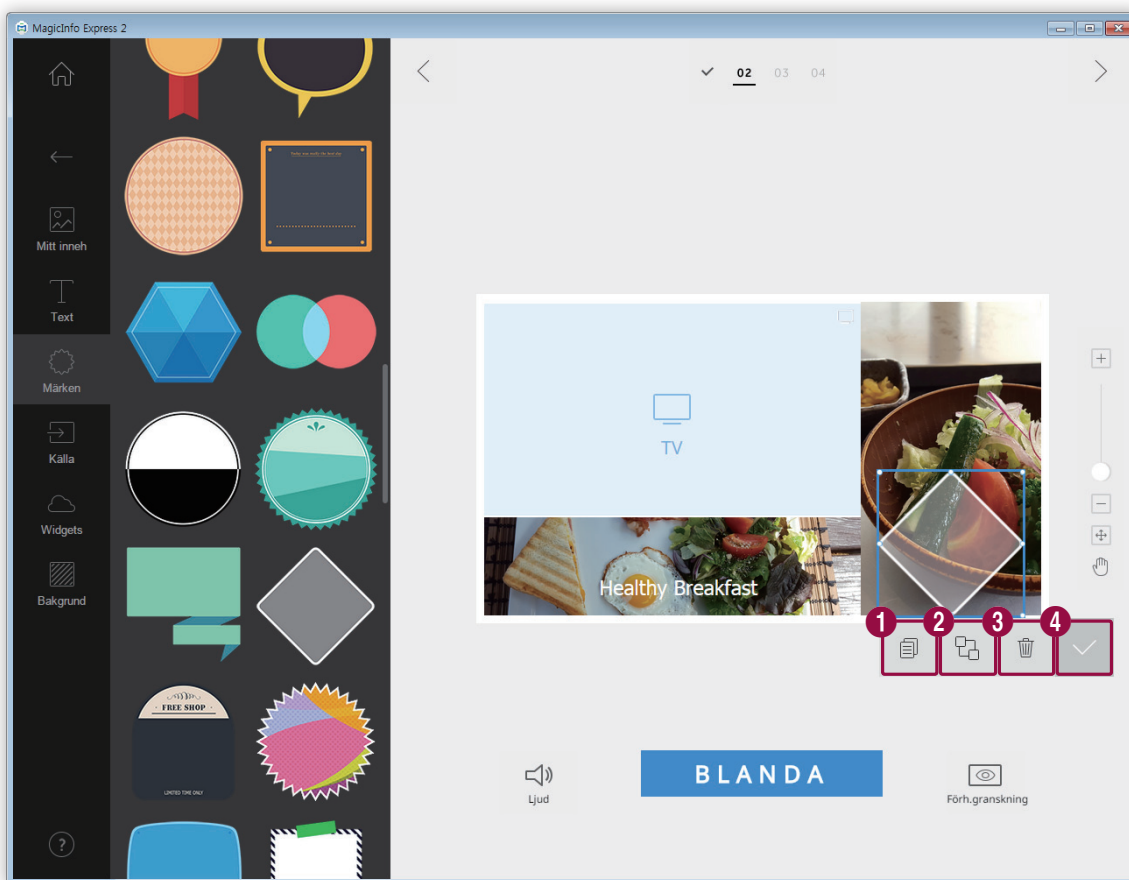 MagicInfo Express 2
02 03 04
Mitt inneh
Text
Märken
Källa
Widgets
Bakgrund
?
FREE SHOP
LIMITED TIME ONLY
TV
Healthy Breakfast
1 2 3 4
Ljud
BLANDA
Förh.granskning